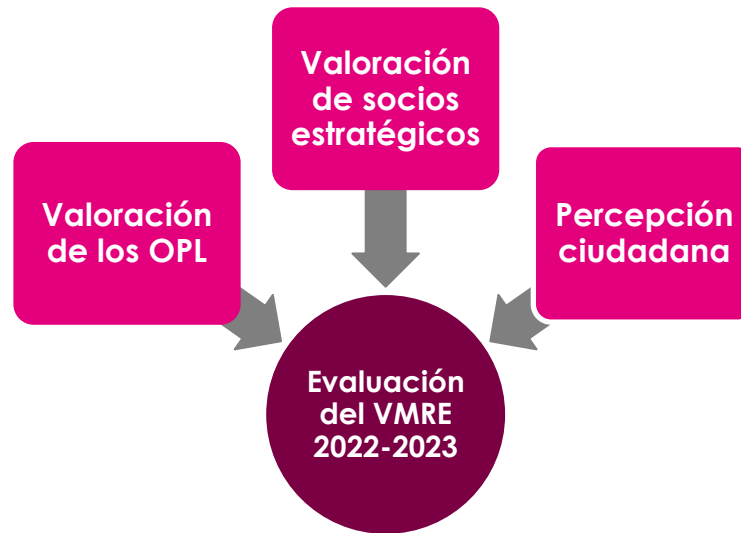 Valoración
de socios
estratégicos
Valoración
de los OPL
Percepción
ciudadana
Evaluación
del VMRE
2022-2023